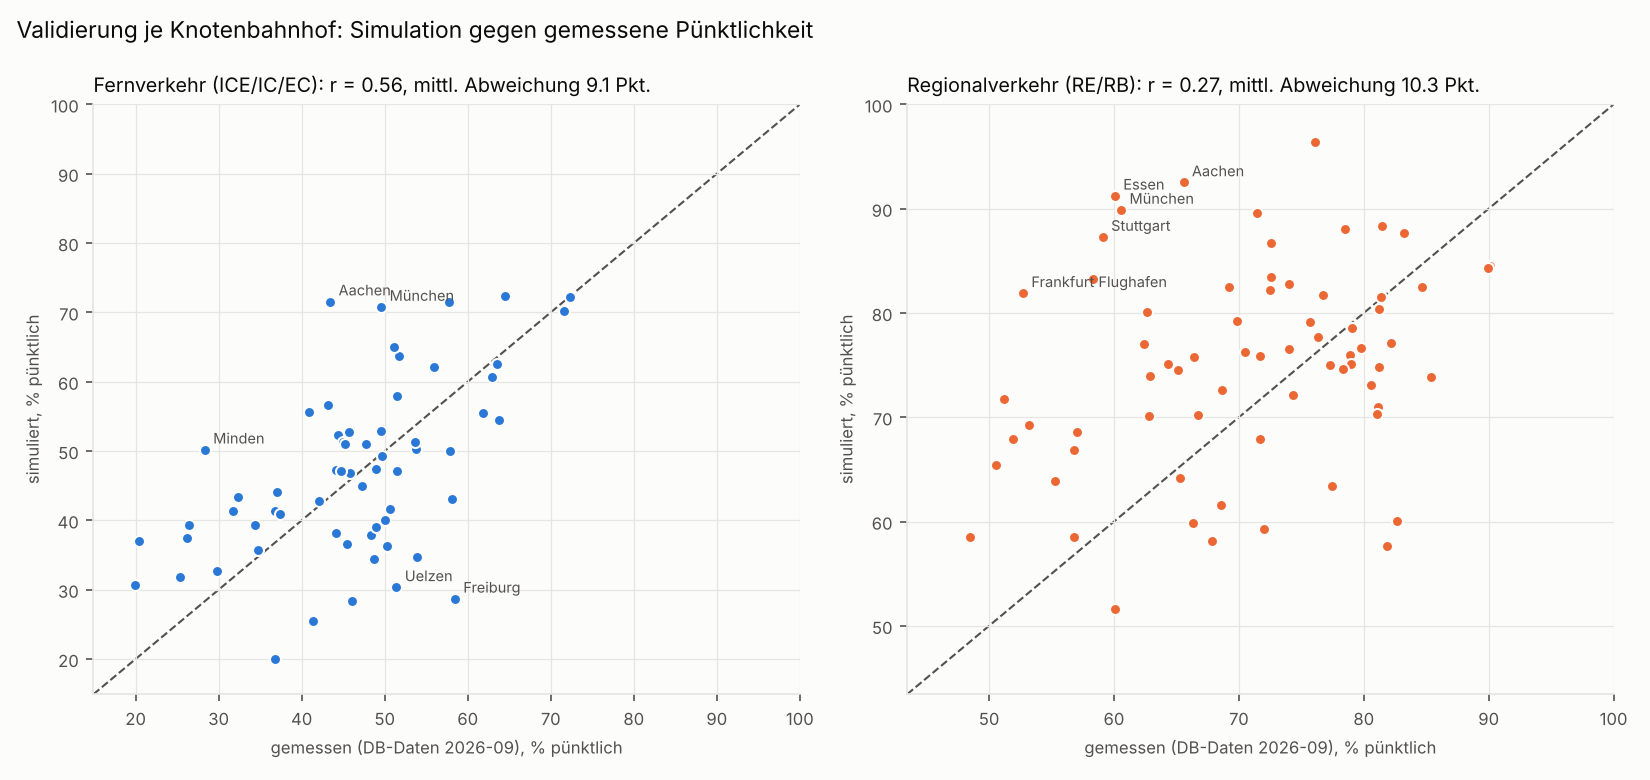 Validierung je Knotenbahnhof: Simulation gegen gemessene Pünktlichkeit
Fernverkehr (ICE/IC/EC): r = 0.56, mittl. Abweichung 9.1 Pkt.
100
90
80
70
60
50
40
30
20
simuliert, % pünktlich
Aachen
München
Minden
Uelzen
Freiburg
20
30
40
50
60
70
80
90
100
gemessen (DB-Daten 2026-09), % pünktlich
Regionalverkehr (RE/RB): r = 0.27, mittl. Abweichung 10.3 Pkt.
100
90
80
70
60
50
simuliert, % pünktlich
Aachen
Essen
München
Stuttgart
Frankfurt Flughafen
50
60
70
80
90
100
gemessen (DB-Daten 2026-09), % pünktlich